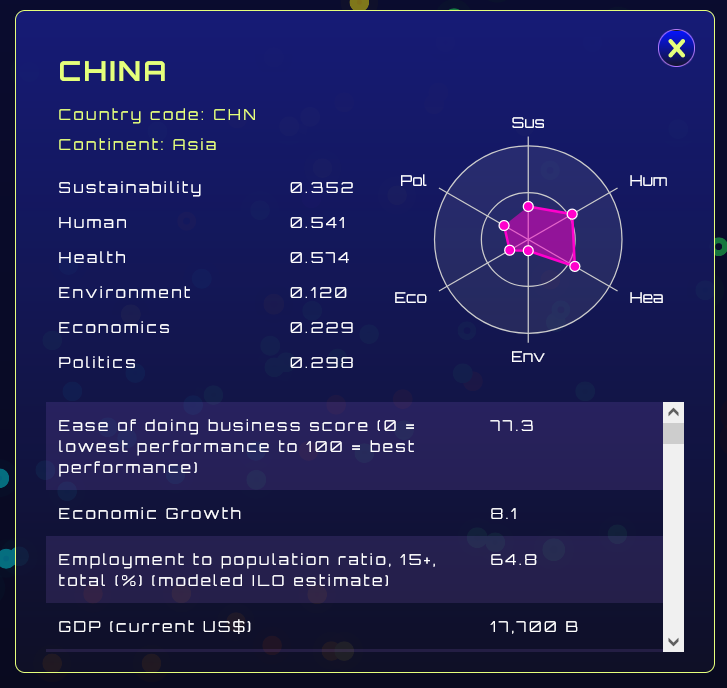 CHINA
Country code: CHN
Continent: Asia
Sustainability 0.352
Human 0.541
Health 0.574
Environment 0.120
Economics 0.229
Politics 0.298
Sus
Pol
Hum
Eco
Hea
Env
Ease of doing business score (0 = 77.3
lowest performance to 100 = best
performance)
Economic Growth 8.1
Employment to population ratio, 15+, 64.8
total (%) (modeled ILO estimate)
GDP (current US$) 17,700 B